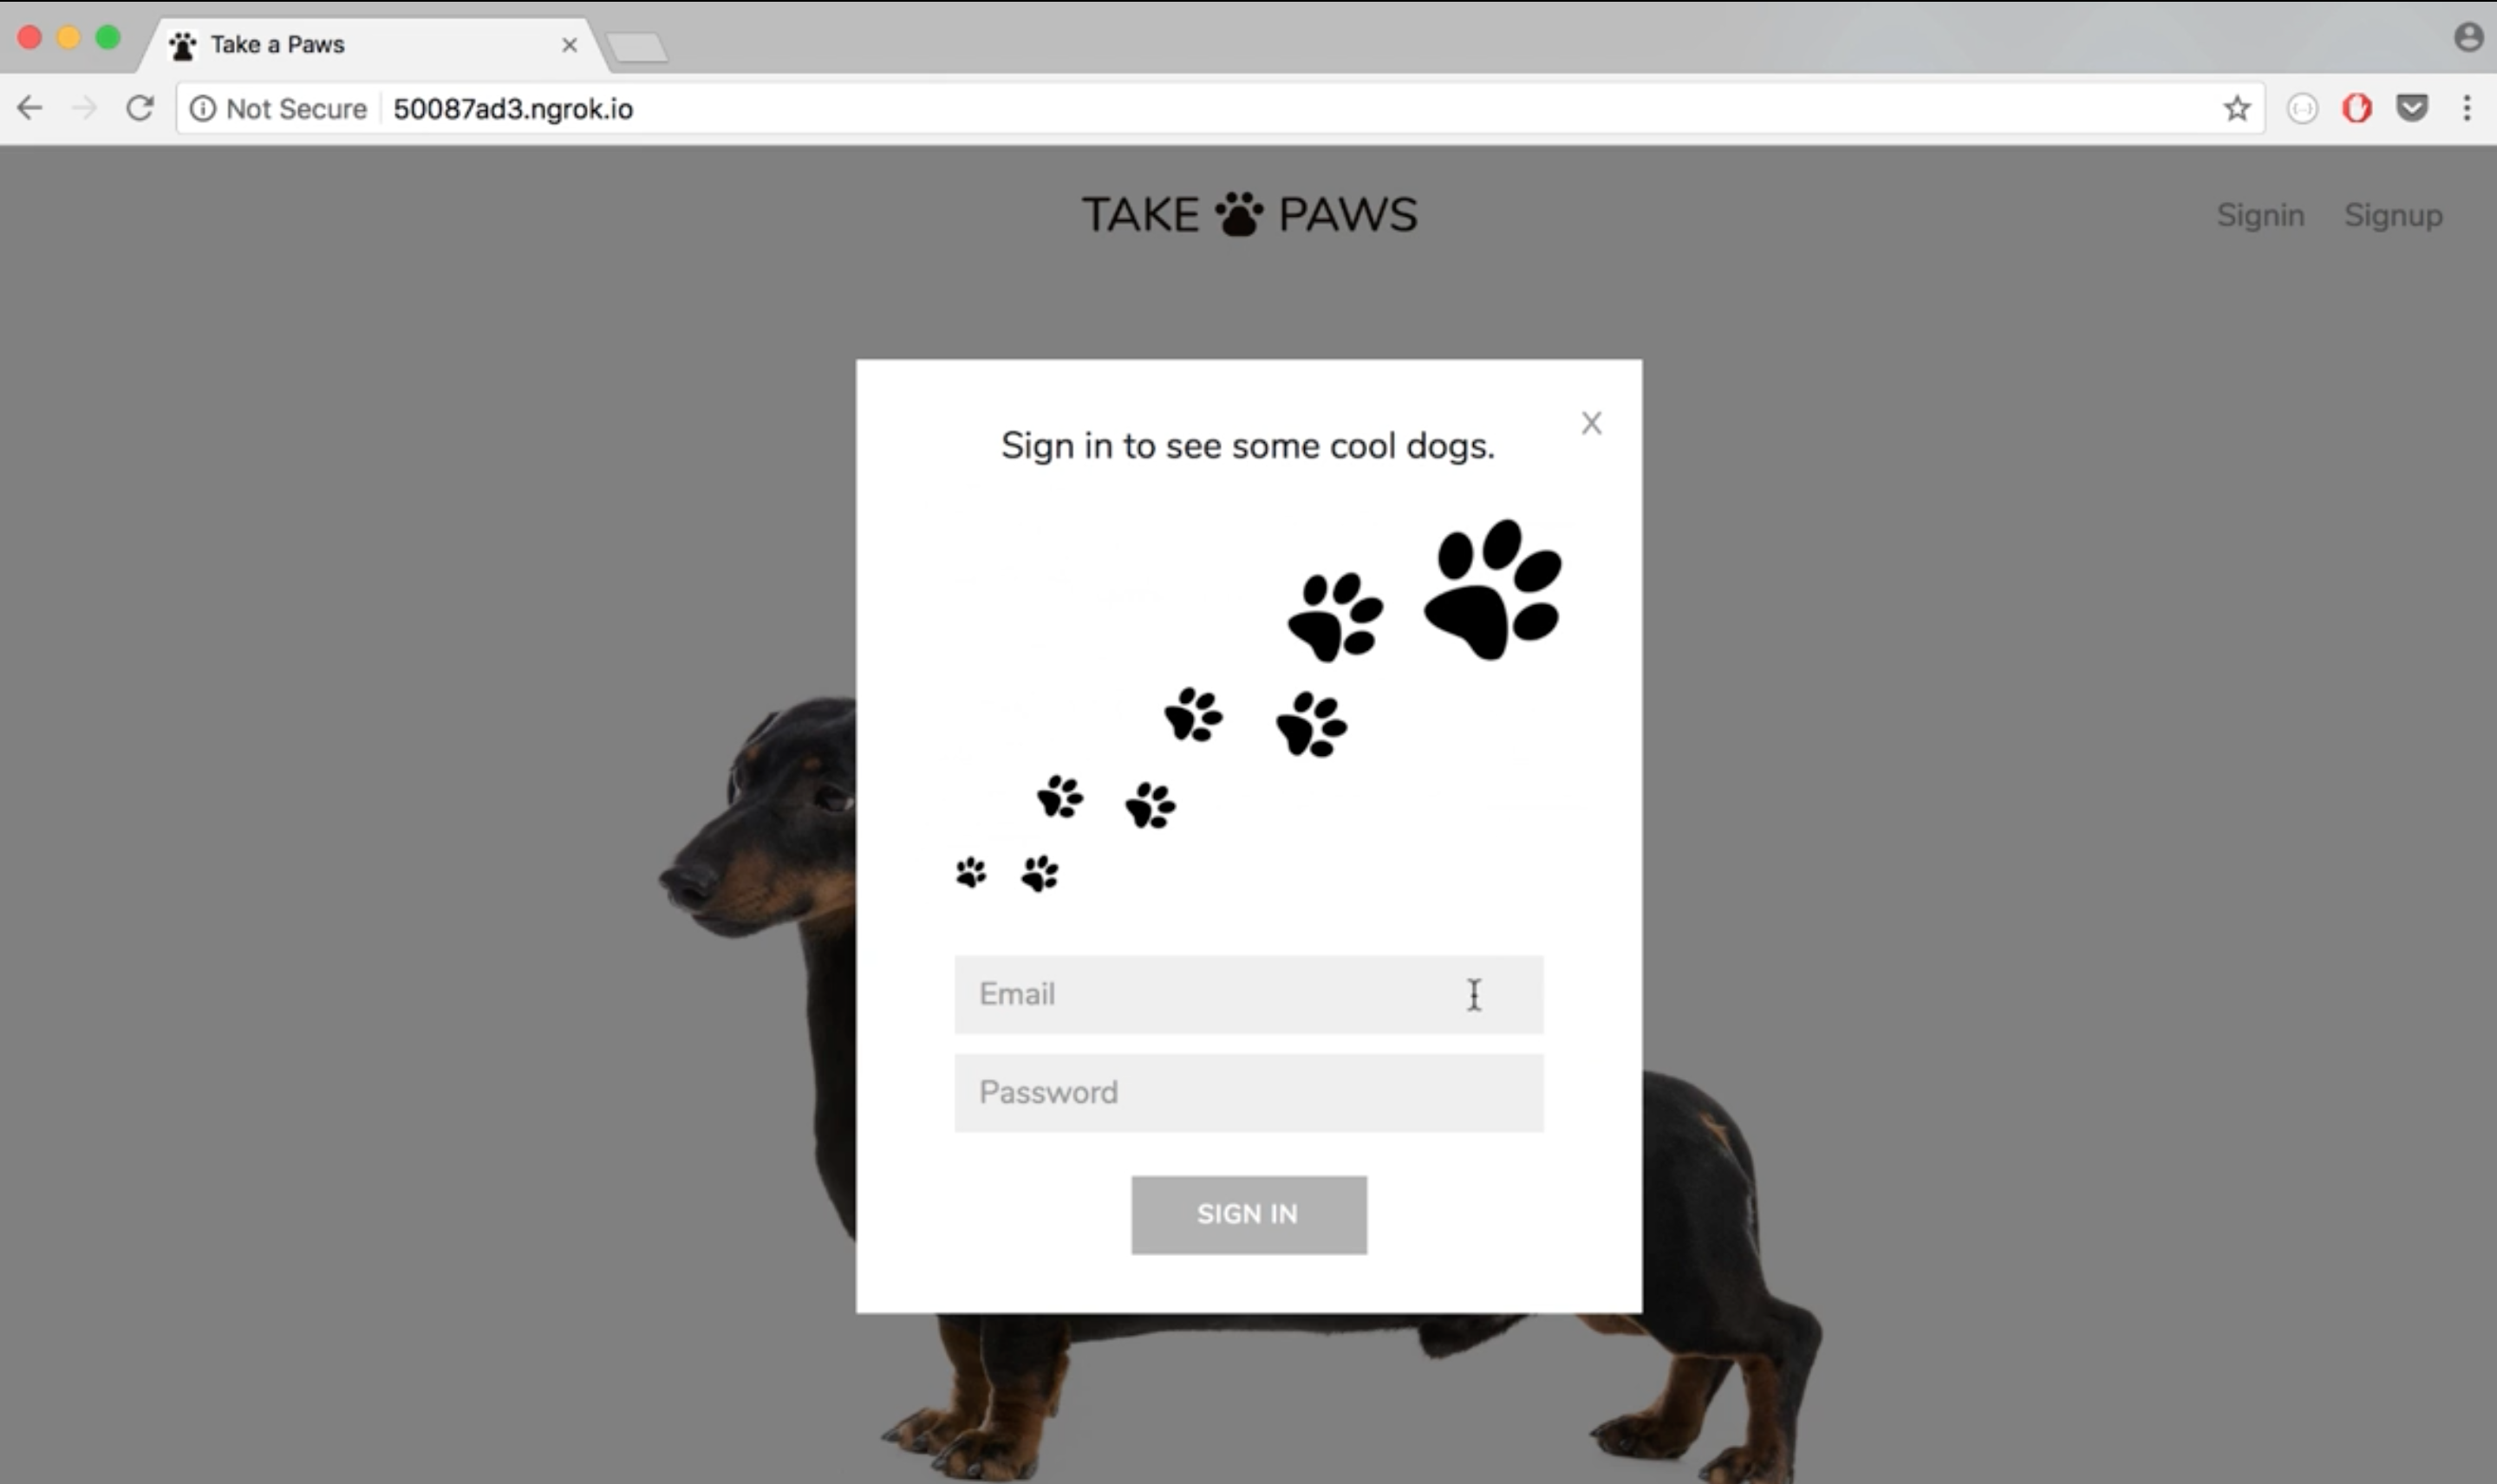 Take a Paws
Not Secure 50087ad3.ngrok.io
TAKE PAWS
Signin Signup
X
Sign in to see some cool dogs.
Email
Password
SIGN IN